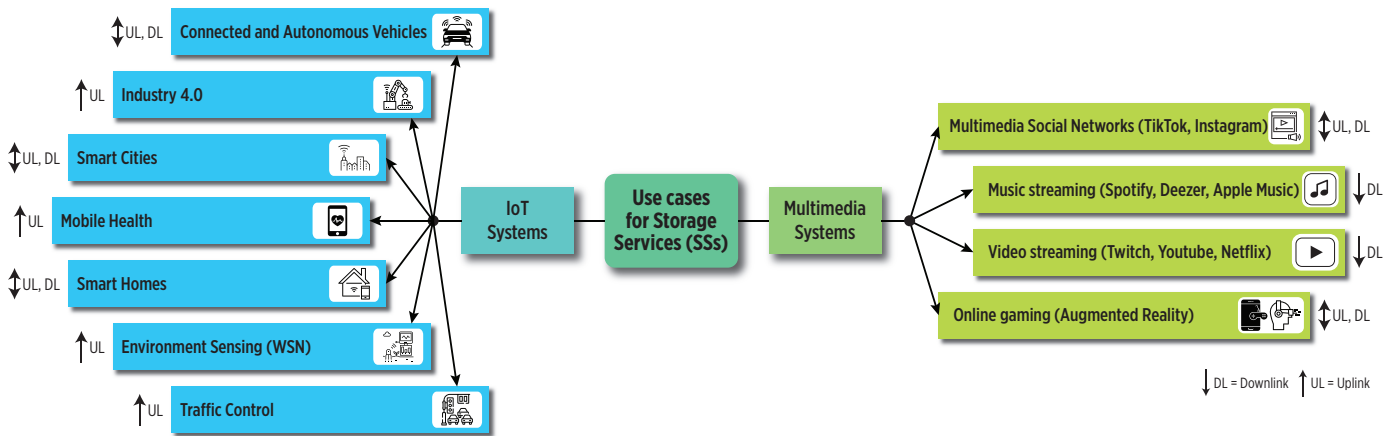 UL, DL
Connected and Autonomous Vehicles
UL
Industry 4.0
UL, DL
Smart Cities
UL
Mobile Health
UL, DL
Smart Homes
UL
Environment Sensing (WSN)
UL
Traffic Control
IoT
Systems
Use cases
for Storage
Services (SSs)
Multimedia
Systems
Multimedia Social Networks (TikTok, Instagram)
UL, DL
Music streaming (Spotify, Deezer, Apple Music)
DL
Video streaming (Twitch, Youtube, Netflix)
DL
Online gaming (Augmented Reality)
UL, DL
DL = Downlink
UL = Uplink